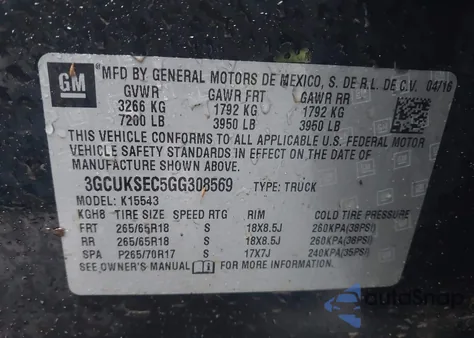 GM
MFD BY GENERAL MOTORS DE MEXICO, S. DE R.L. DE C.V. 04/16
GVWR GAWR FRT GAWR RR
3266 KG 1792 KG 1792 KG
7200 LB 3950 LB 3950 LB
THIS VEHICLE CONFORMS TO ALL APPLICABLE U.S. FEDERAL MOTOR
VEHICLE SAFETY STANDARDS IN EFFECT ON THE DATE OF
MANUFACTURE SHOWN ABOVE.
3GCUKSEC5GG308569 TYPE: TRUCK
MODEL: K15543
KGH8 TIRE SIZE SPEED RTG RIM COLD TIRE PRESSURE
FRT 265/65R18 S 18X8.5J 260KPA(38PSI)
RR 265/65R18 S 18X8.5J 260KPA(38PSI)
SPA P265/70R17 S 17X7J 240KPA(35PSI)
SEE OWNER'S MANUAL FOR MORE INFORMATION.
AutoSnap